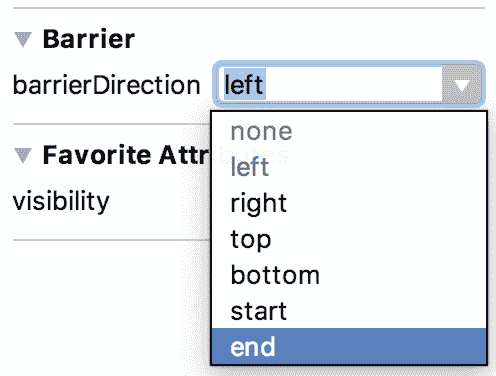 Barrier
barrierDirection left
none
Favorite Attr
left
visibility
right
top
bottom
start
end